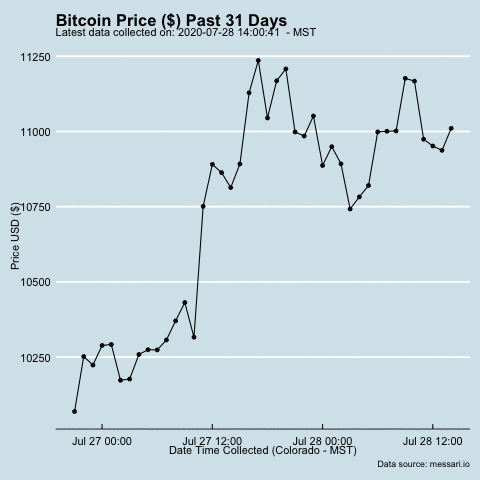 Bitcoin Price ($) Past 31 Days
Latest data collected on: 2020-07-28 14:00:41  - MST
11250
11000
10750
10500
10250
Price USD ($)
Jul 27 00:00 Jul 27 12:00 Jul 28 00:00 Jul 28 12:00
Date Time Collected (Colorado - MST)
Data source: messari.io